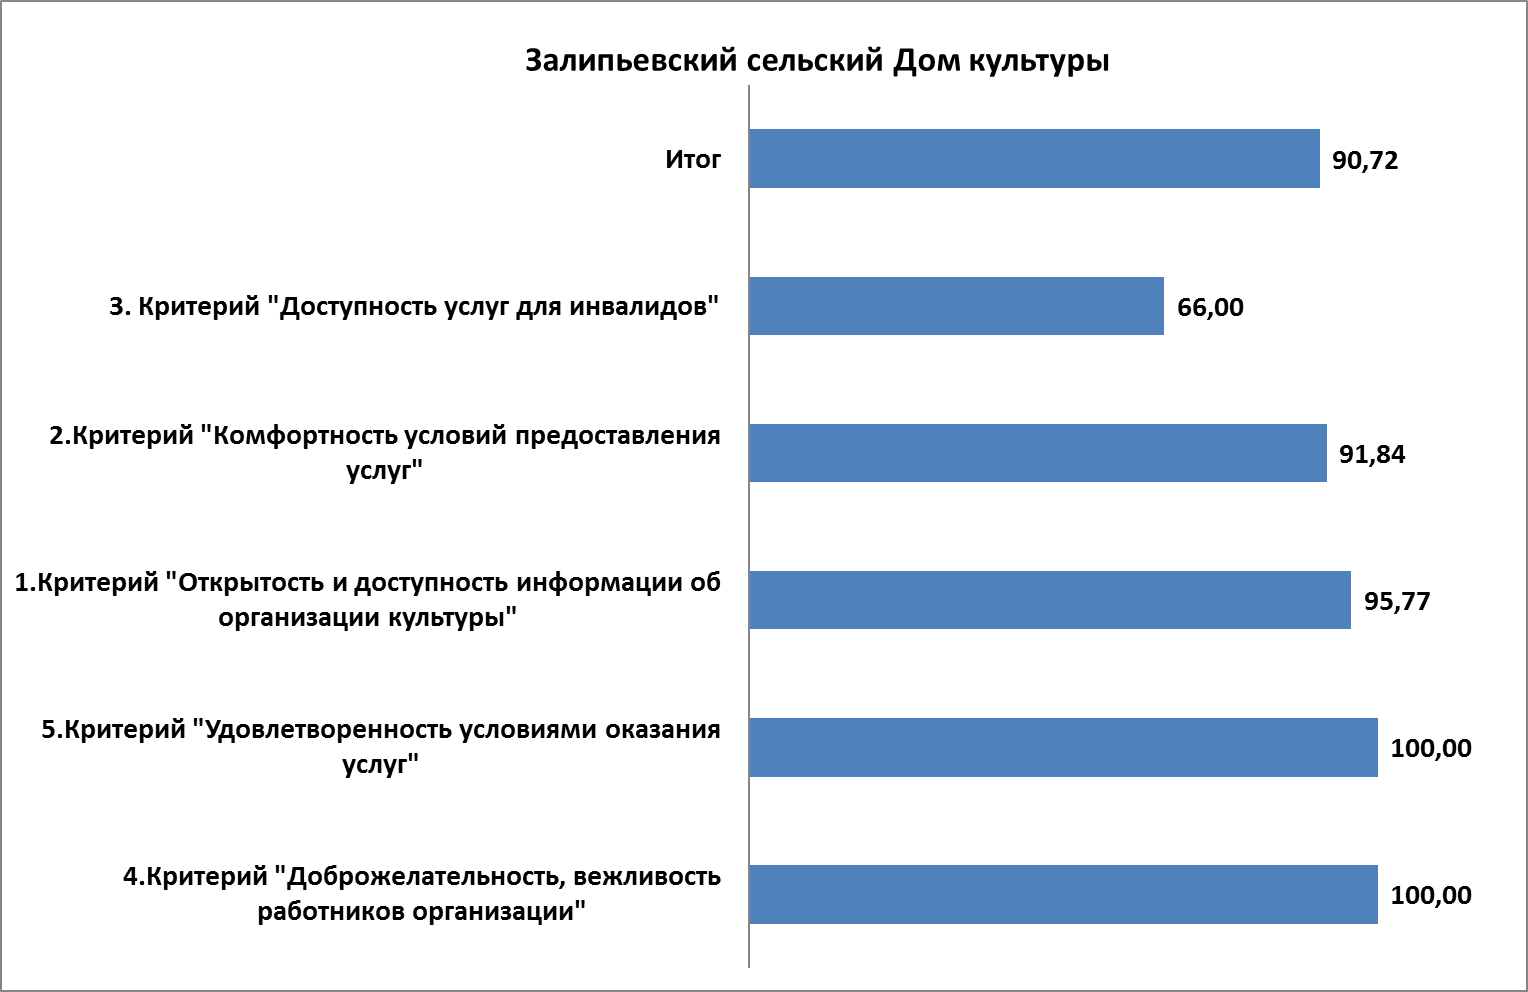 Залипьевский сельский Дом культуры
Итог
90,72
3. Критерий "Доступность услуг для инвалидов"
66,00
2.Критерий "Комфортность условий предоставления
услуг"
91,84
1.Критерий "Открытость и доступность информации об
организации культуры"
95,77
5.Критерий "Удовлетворенность условиями оказания
услуг"
100,00
4.Критерий "Доброжелательность, вежливость
работников организации"
100,00